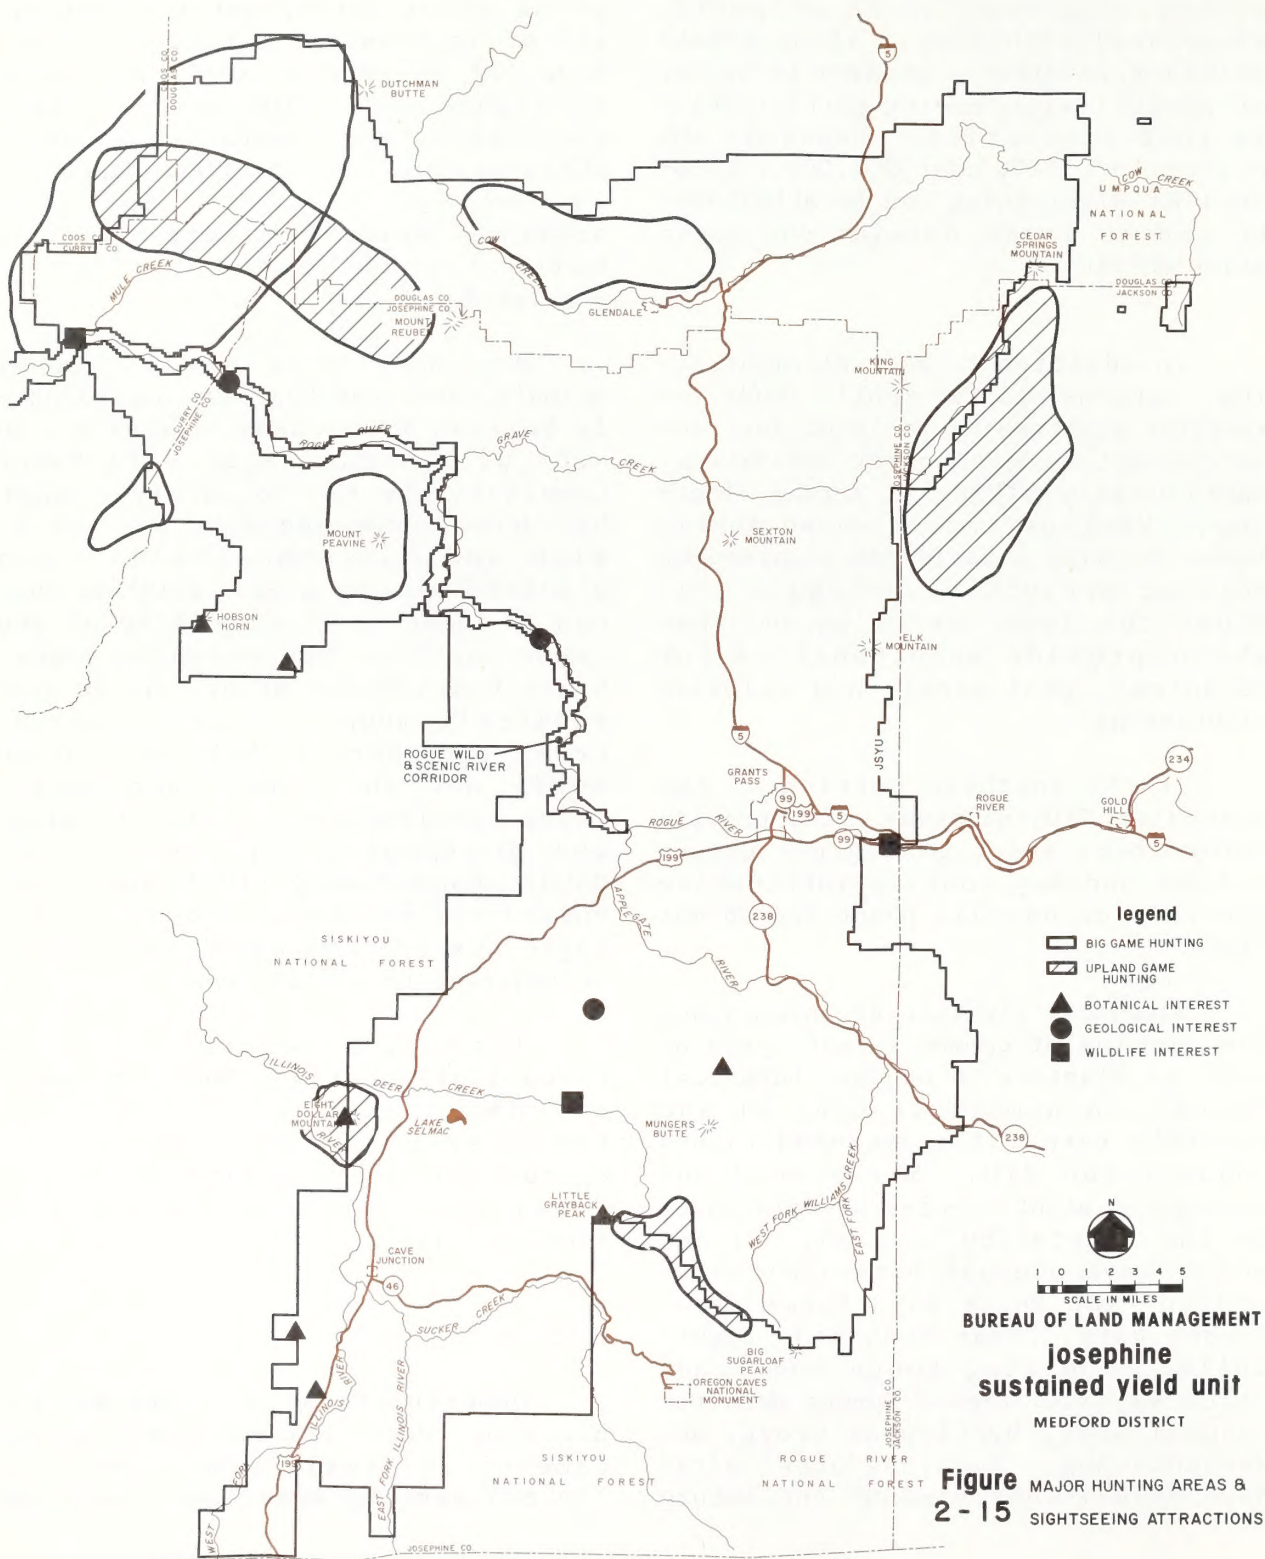 5
COOS CO.
DOUGLAS CO.
DUTCHMAN
BUTTE
COW CREEK
UMPQUA
NATIONAL
FOREST
CEDAR
SPRINGS
MOUNTAIN
COOS CO.
CURRY CO.
MULE CREEK
COW
CREEK
DOUGLAS CO.
JACKSON CO.
DOUGLAS CO.
JOSEPHINE CO.
MOUNT
REUBEN
GLENDALE
KING
MOUNTAIN
CURRY CO.
JOSEPHINE CO.
ROGUE RIVER
GRAVE
CREEK
JOSEPHINE CO.
JACKSON CO.
MOUNT
PEAVINE
SEXTON
MOUNTAIN
HOBSON
HORN
ELK
MOUNTAIN
ROGUE WILD
& SCENIC RIVER
CORRIDOR
5
JSYU
234
GRANTS
PASS
99
199
5
ROGUE
RIVER
GOLD
HILL
ROGUE RIVER
99
5
199
APPLEGATE
RIVER
238
legend
BIG GAME HUNTING
UPLAND GAME
HUNTING
BOTANICAL INTEREST
GEOLOGICAL INTEREST
WILDLIFE INTEREST
SISKIYOU
NATIONAL FOREST
ILLINOIS
RIVER
DEER CREEK
EIGHT
DOLLAR
MOUNTAIN
LAKE
SELMAC
MUNGERS
BUTTE
238
LITTLE
GRAYBACK
PEAK
WEST FORK WILLIAMS CREEK
EAST FORK
N
CAVE
JUNCTION
46
1 0 1 2 3 4 5
SCALE IN MILES
SUCKER CREEK
BUREAU OF LAND MANAGEMENT
josephine
sustained yield unit
MEDFORD DISTRICT
BIG
SUGARLOAF
PEAK
OREGON CAVES
NATIONAL
MONUMENT
ILLINOIS RIVER
EAST FORK ILLINOIS RIVER
199
WEST FORK
JOSEPHINE CO.
JACKSON CO.
SISKIYOU
NATIONAL FOREST
ROGUE RIVER
NATIONAL FOREST
JOSEPHINE CO.
Figure
2-15
MAJOR HUNTING AREAS &
SIGHTSEEING ATTRACTIONS